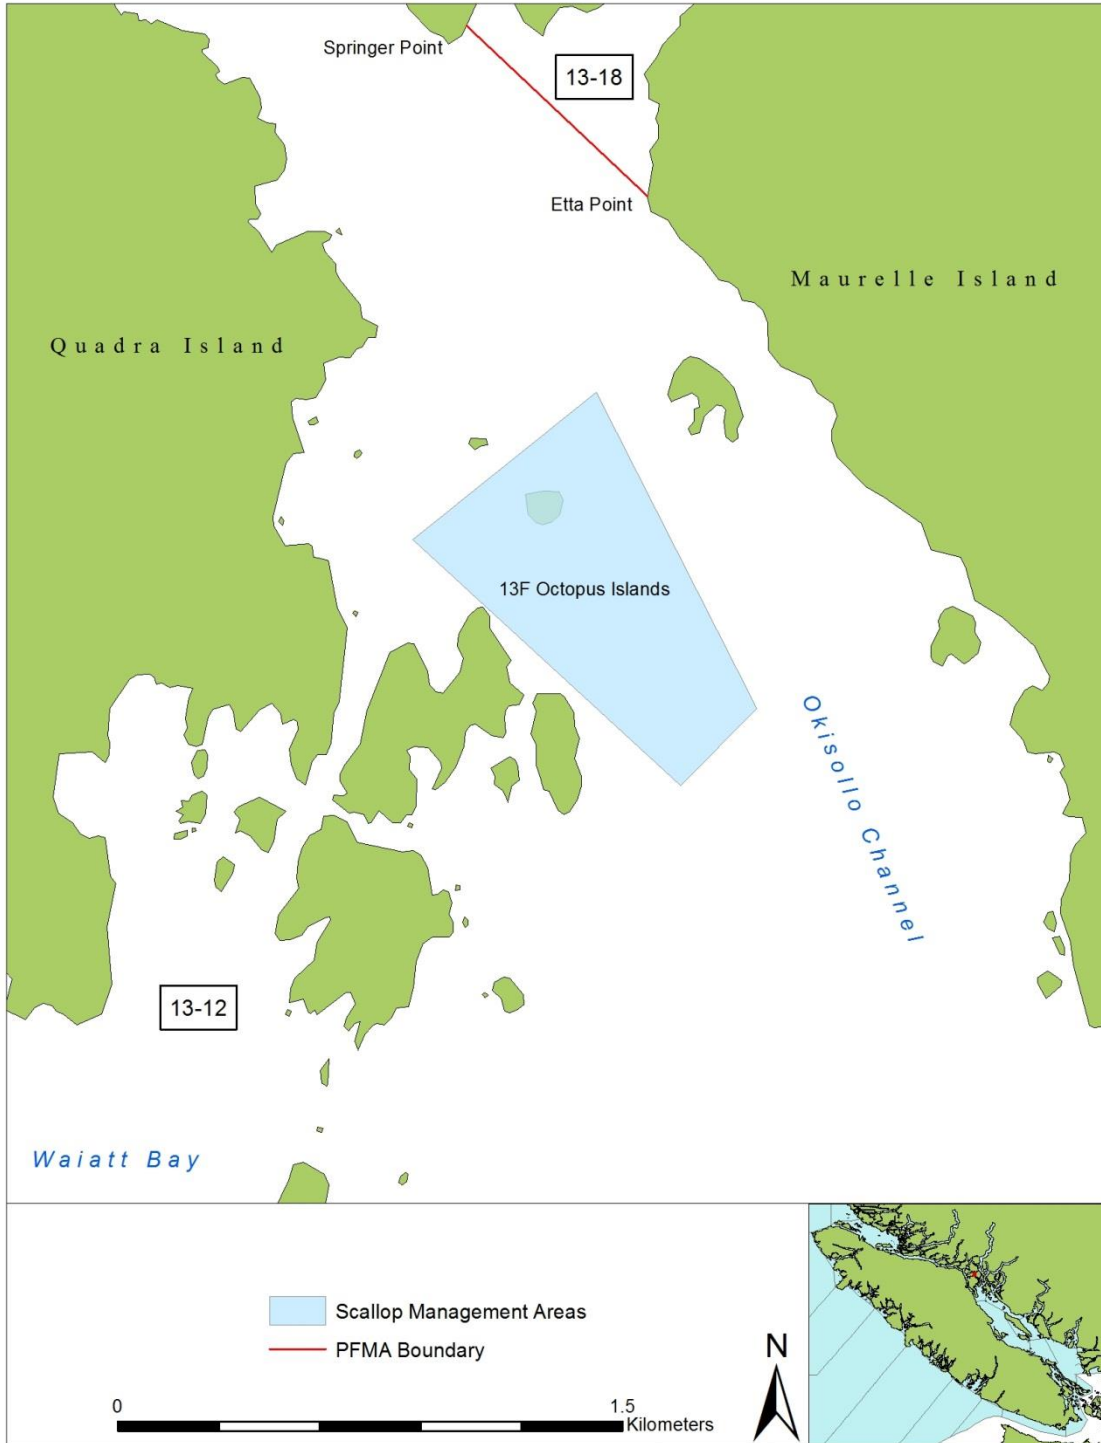 Springer Point
13-18
Etta Point
Maurelle Island
Quadra Island
13F Octopus Islands
Okisollo Channel
13-12
Waiatt Bay
Scallop Management Areas
PFMA Boundary
N
0 1.5
Kilometers